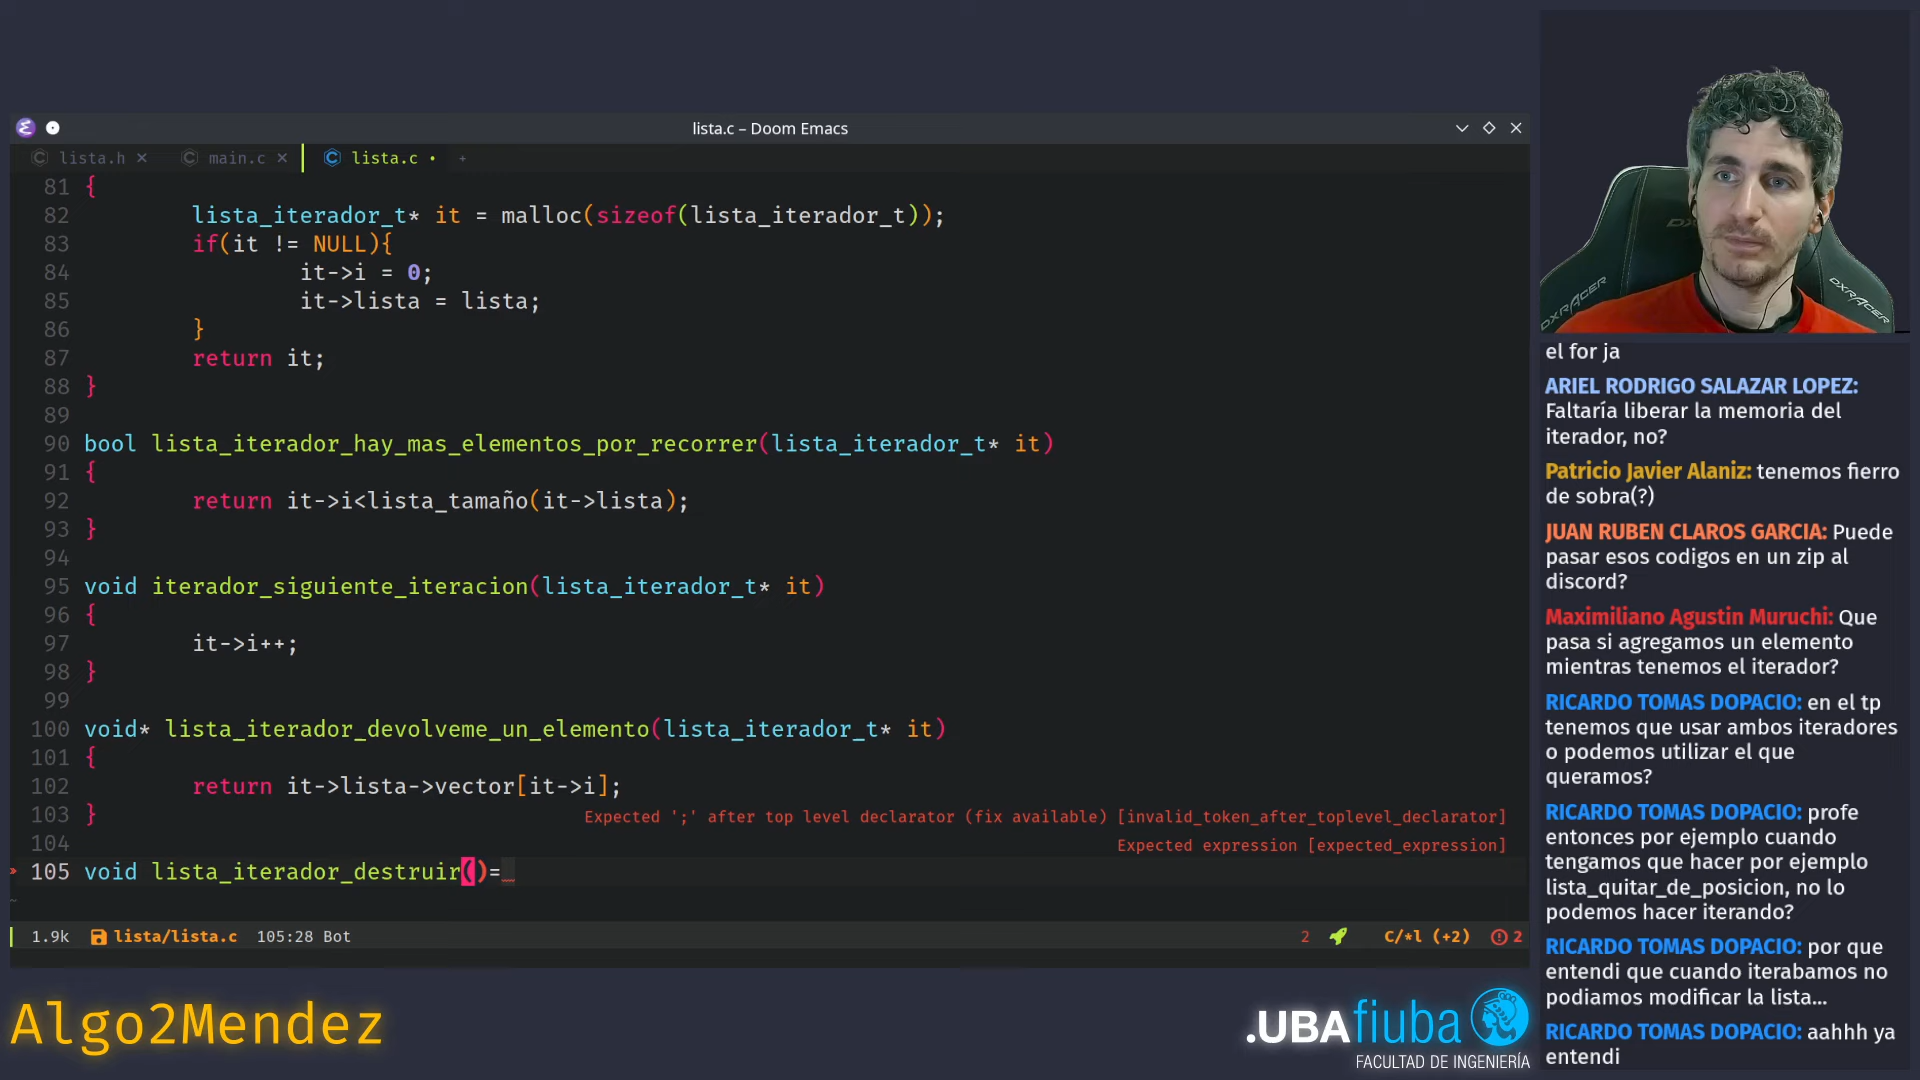 lista.c – Doom Emacs
lista.h
main.c
lista.c
81 {
82 lista_iterador_t* it = malloc(sizeof(lista_iterador_t));
83 if(it != NULL){
84 it->i = 0;
85 it->lista = lista;
86 }
87 return it;
88 }
89
90 bool lista_iterador_hay_mas_elementos_por_recorrer(lista_iterador_t* it)
91 {
92 return it->i<lista_tamaño(it->lista);
93 }
94
95 void iterador_siguiente_iteracion(lista_iterador_t* it)
96 {
97 it->i++;
98 }
99
100 void* lista_iterador_devolveme_un_elemento(lista_iterador_t* it)
101 {
102 return it->lista->vector[it->i];
103 }
Expected ';' after top level declarator (fix available) [invalid_token_after_toplevel_declarator]
104
Expected expression [expected_expression]
105 void lista_iterador_destruir()=
~
1.9k lista/lista.c 105:28 Bot
2 C/*l (+2) 2
Algo2Mendez
.UBAfiuba
FACULTAD DE INGENIERÍA
DXRACER
DXRACER
el for ja
ARIEL RODRIGO SALAZAR LOPEZ:
Faltaría liberar la memoria del
iterador, no?
Patricio Javier Alaniz: tenemos fierro
de sobra(?)
JUAN RUBEN CLAROS GARCIA: Puede
pasar esos codigos en un zip al
discord?
Maximiliano Agustin Muruchi: Que
pasa si agregamos un elemento
mientras tenemos el iterador?
RICARDO TOMAS DOPACIO: en el tp
tenemos que usar ambos iteradores
o podemos utilizar el que
queramos?
RICARDO TOMAS DOPACIO: profe
entonces por ejemplo cuando
tengamos que hacer por ejemplo
lista_quitar_de_posicion, no lo
podemos hacer iterando?
RICARDO TOMAS DOPACIO: por que
entendi que cuando iterabamos no
podiamos modificar la lista...
RICARDO TOMAS DOPACIO: aahhh ya
entendi